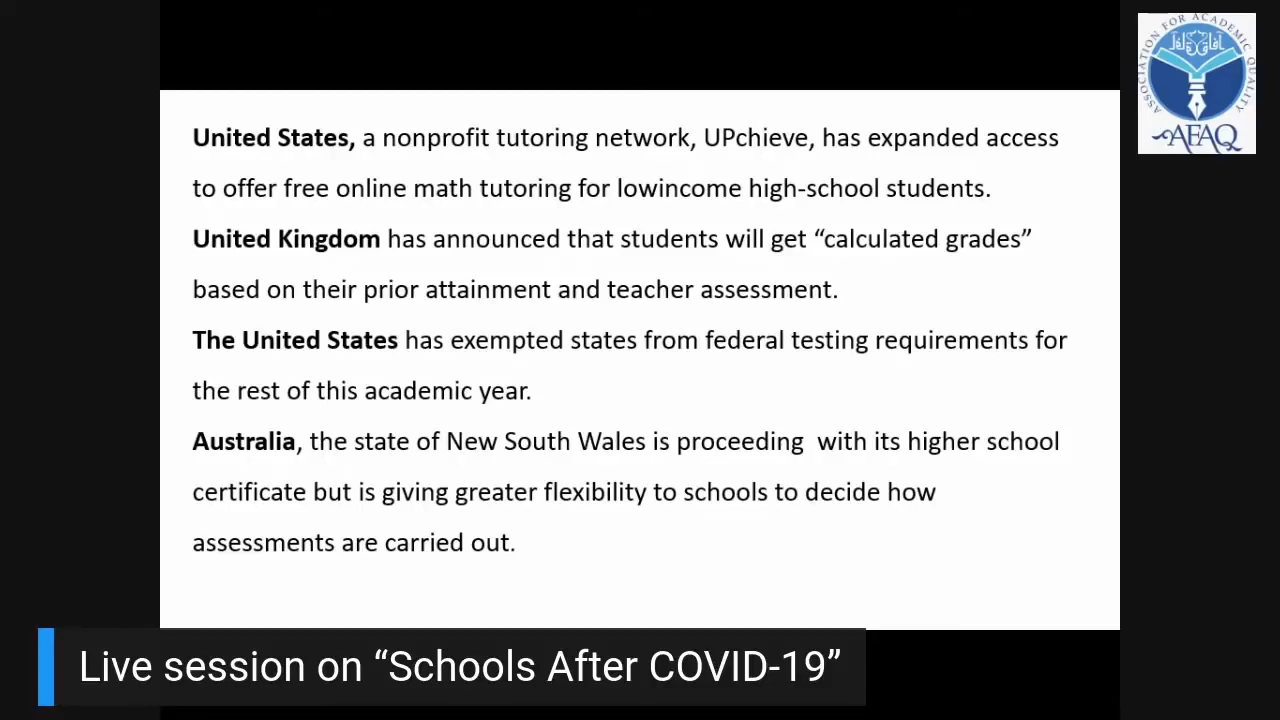 United States, a nonprofit tutoring network, UPchieve, has expanded access
to offer free online math tutoring for lowincome high-school students.
United Kingdom has announced that students will get “calculated grades”
based on their prior attainment and teacher assessment.
The United States has exempted states from federal testing requirements for
the rest of this academic year.
Australia, the state of New South Wales is proceeding  with its higher school
certificate but is giving greater flexibility to schools to decide how
assessments are carried out.
Live session on “Schools After COVID-19”
ASSOCIATION FOR ACADEMIC QUALITY
AFAQ